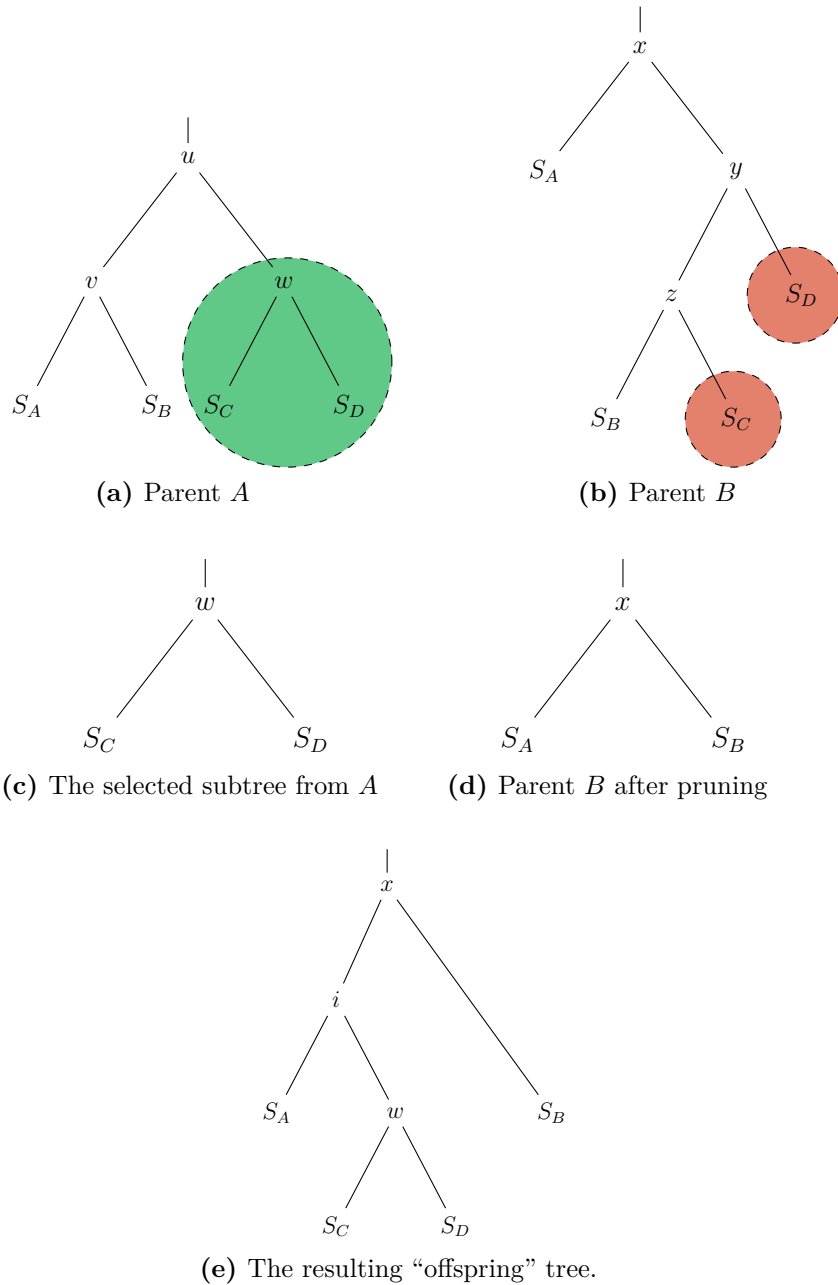 x
u
S_A
y
v
w
z
S_D
S_A
S_B
S_C
S_D
S_B
S_C
(a) Parent A
(b) Parent B
w
x
S_C
S_D
S_A
S_B
(c) The selected subtree from A
(d) Parent B after pruning
x
i
S_A
w
S_B
S_C
S_D
(e) The resulting “offspring” tree.